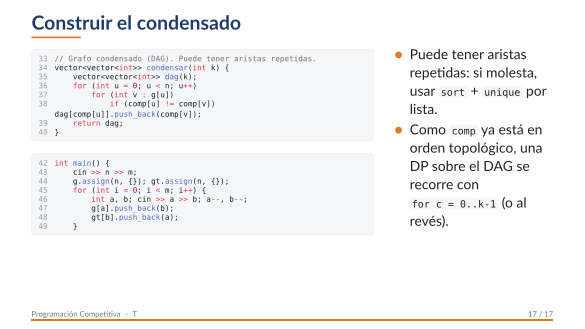 Construir el condensado
33 // Grafo condensado (DAG). Puede tener aristas repetidas.
34 vector<vector<int>> condensar(int k) {
35     vector<vector<int>> dag(k);
36     for (int u = 0; u < n; u++)
37         for (int v : g[u])
38             if (comp[u] != comp[v])
dag[comp[u]].push_back(comp[v]);
39     return dag;
40 }
42 int main() {
43     cin >> n >> m;
44     g.assign(n, {}); gt.assign(n, {});
45     for (int i = 0; i < m; i++) {
46         int a, b; cin >> a >> b; a--, b--;
47         g[a].push_back(b);
48         gt[b].push_back(a);
49     }
Puede tener aristas
repetidas: si molesta,
usar sort + unique por
lista.
Como comp ya está en
orden topológico, una
DP sobre el DAG se
recorre con
for c = 0..k-1 (o al
revés).
Programación Competitiva · T
17 / 17